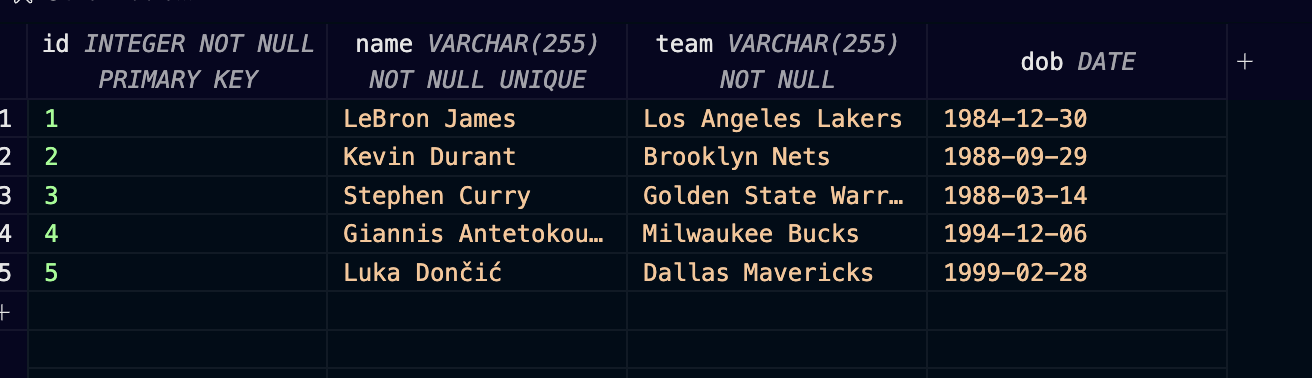 id INTEGER NOT NULL PRIMARY KEY
name VARCHAR(255) NOT NULL UNIQUE
team VARCHAR(255) NOT NULL
dob DATE
+
1 1 LeBron James Los Angeles Lakers 1984-12-30
2 2 Kevin Durant Brooklyn Nets 1988-09-29
3 3 Stephen Curry Golden State Warr… 1988-03-14
4 4 Giannis Antetokou… Milwaukee Bucks 1994-12-06
5 5 Luka Dončić Dallas Mavericks 1999-02-28
+